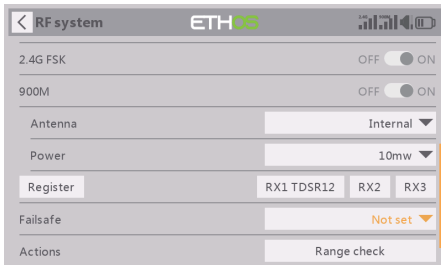 RF system ETHOS
2.4G FSK OFF ON
900M OFF ON
Antenna Internal
Power 10mw
Register RX1 TDSR12 RX2 RX3
Failsafe Not set
Actions Range check